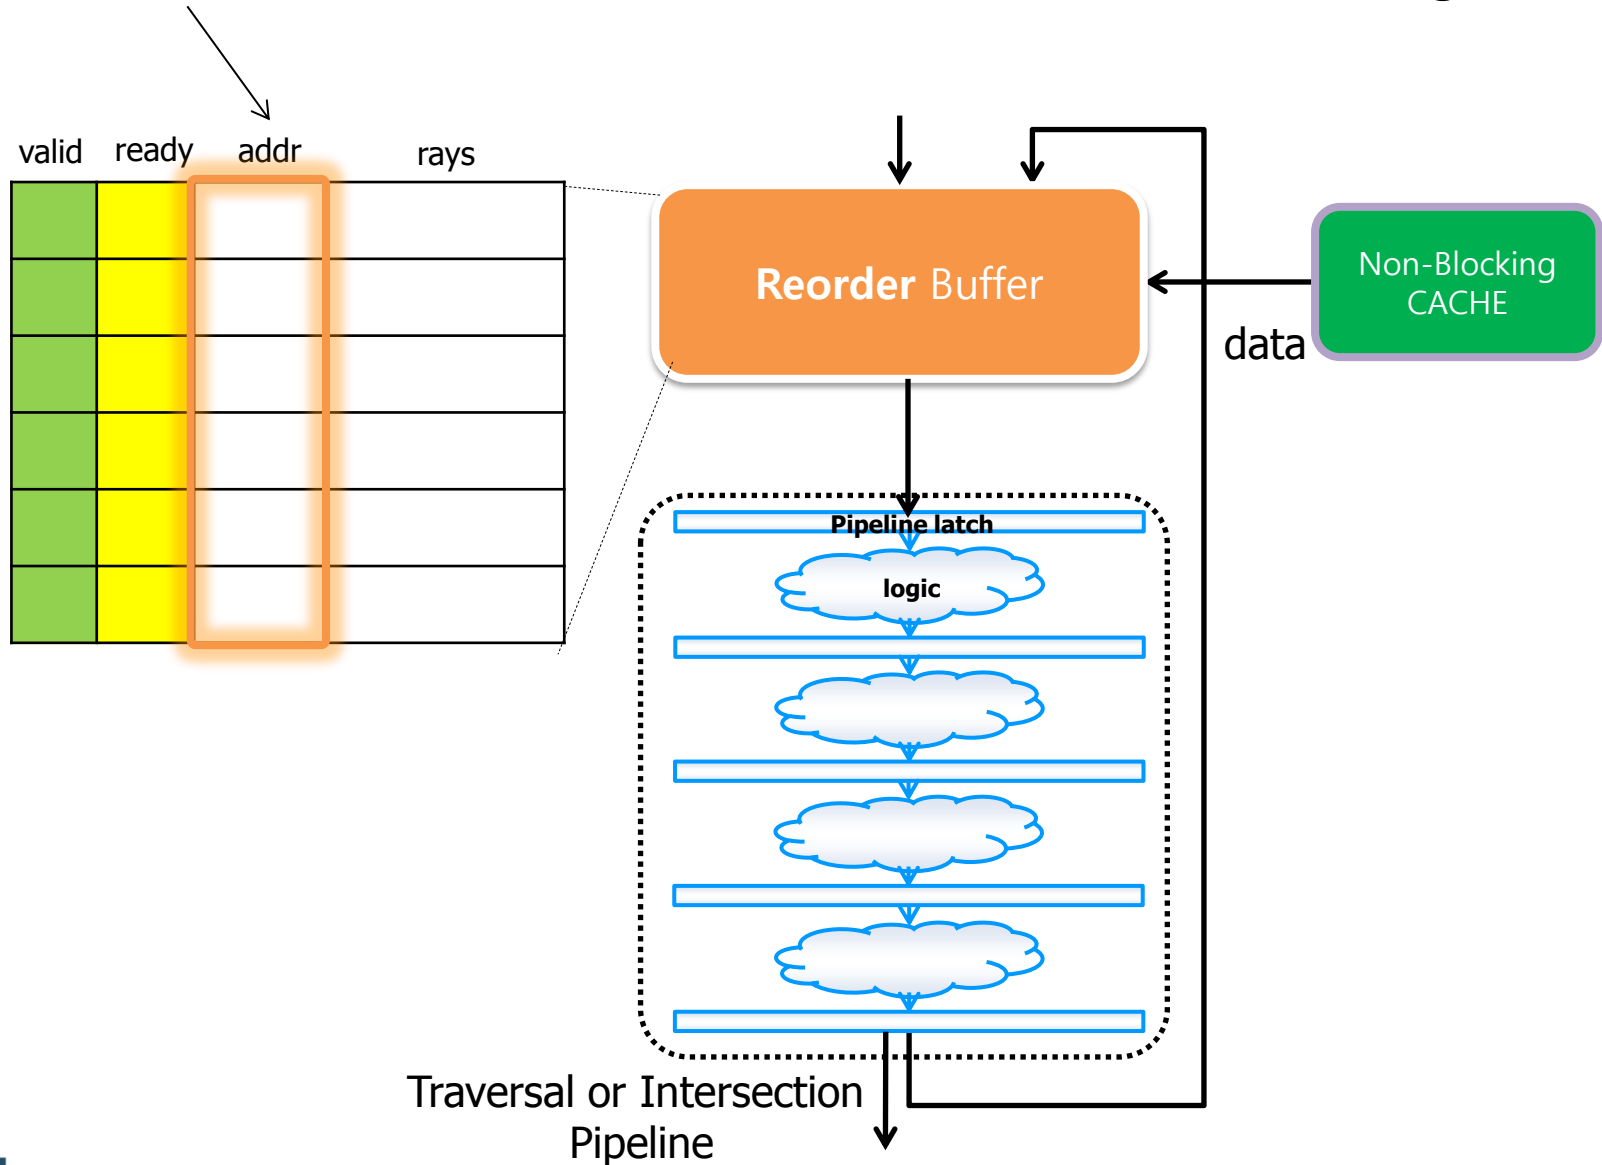 valid ready addr rays
Reorder Buffer
Non-Blocking
CACHE
data
Pipeline latch
logic
Traversal or Intersection
Pipeline